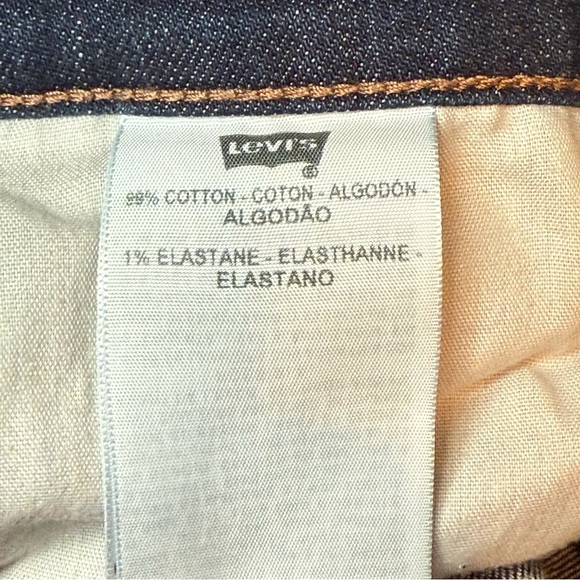 Levi's
®
99% COTTON - COTON - ALGODÓN -
ALGODÃO
1% ELASTANE - ELASTHANNE -
ELASTANO